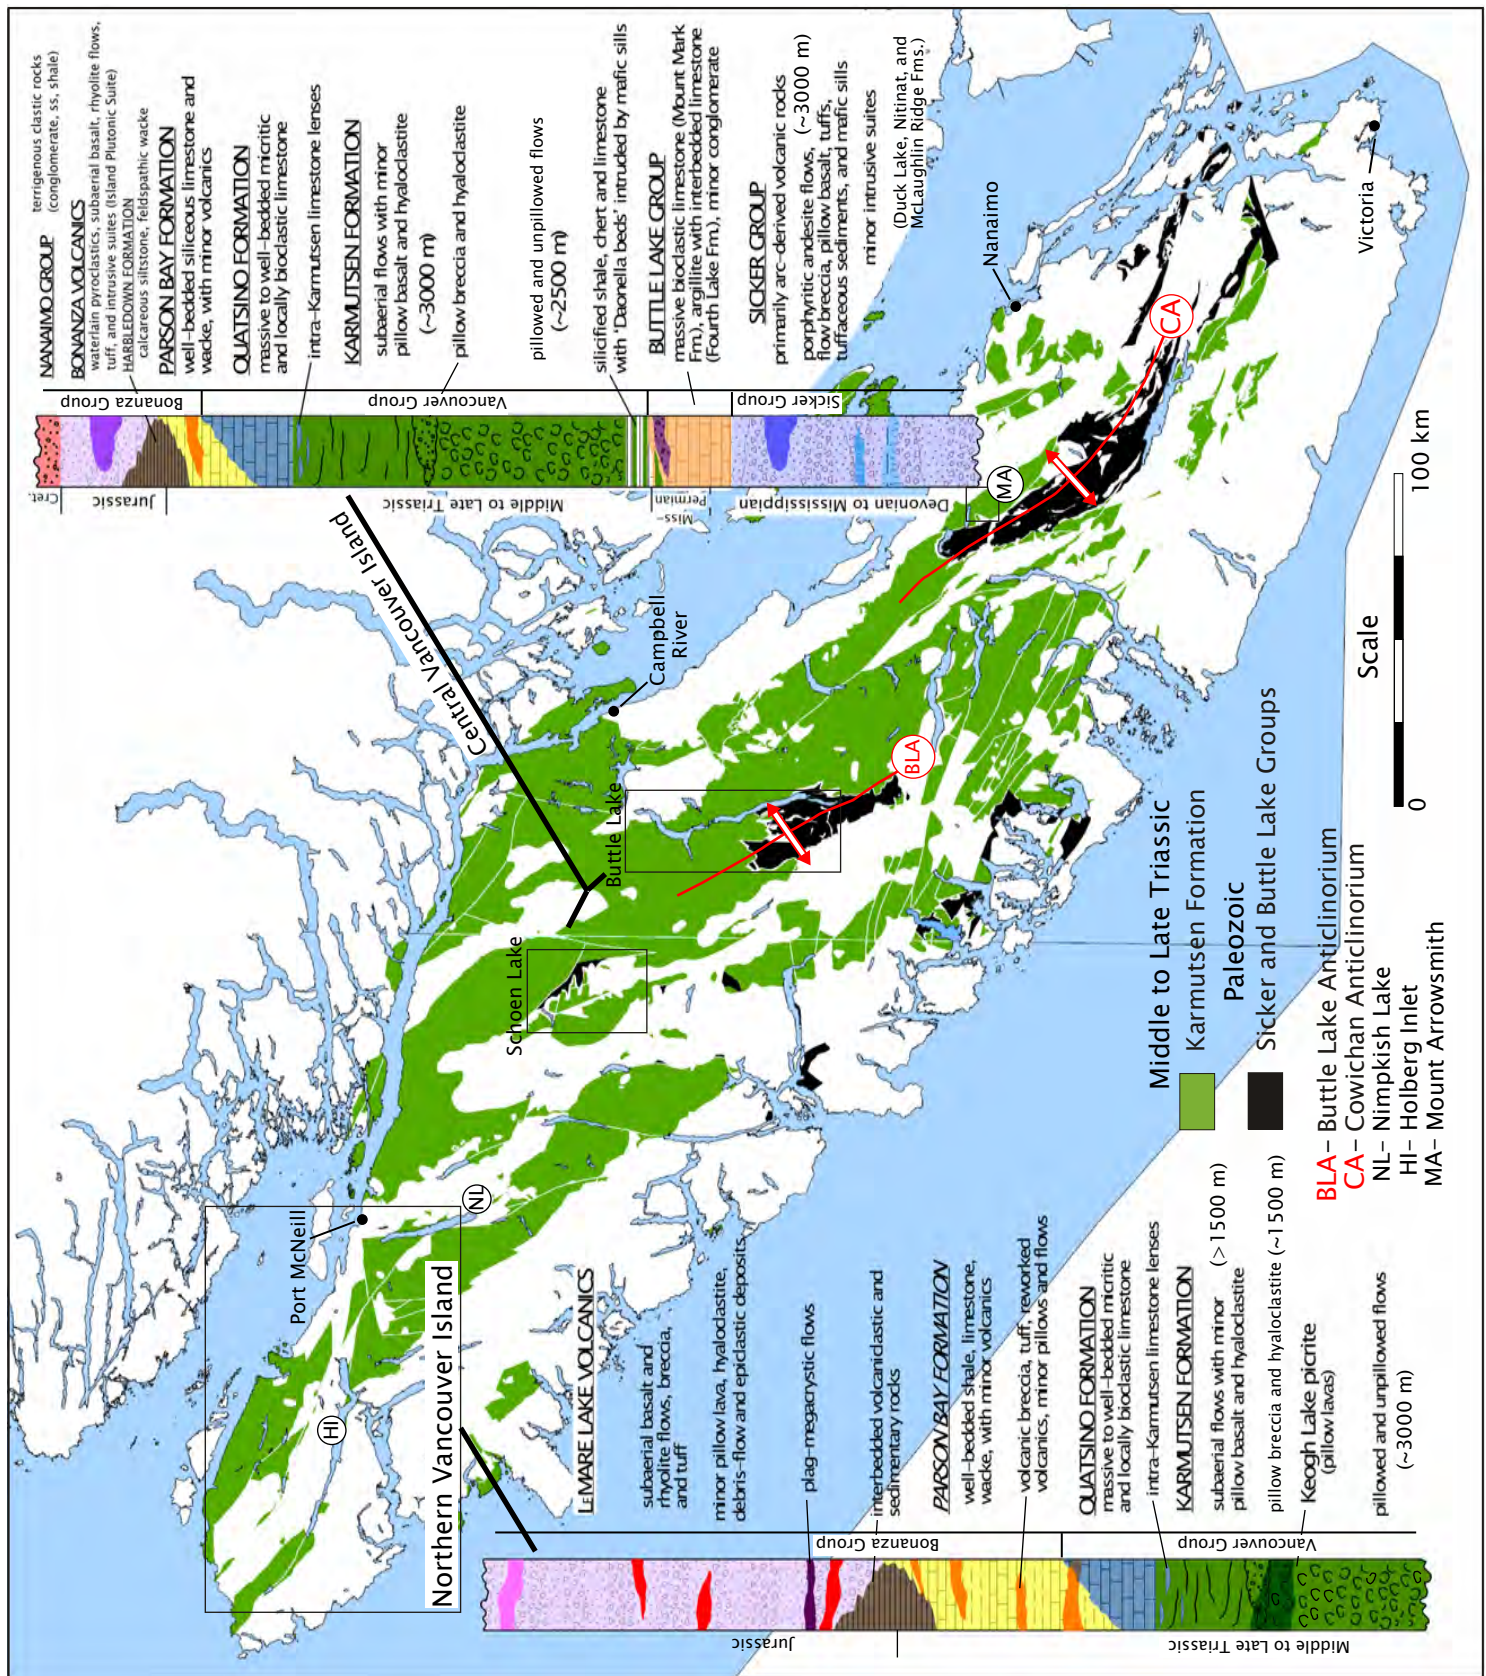 NANAIMO GROUP
terrigenous clastic rocks
(conglomerate, ss, shale)
BONANZA VOLCANICS
waterlain pyroclastics, subaerial basalt, rhyolite flows,
tuff, and intrusive suites (Island Plutonic Suite)
HARBLEDOWN FORMATION
calcareous siltstone, feldspathic wacke
PARSON BAY FORMATION
well-bedded siliceous limestone and
wacke, with minor volcanics
QUATSINO FORMATION
massive to well-bedded micritic
and locally bioclastic limestone
intra-Karmutsen limestone lenses
KARMUTSEN FORMATION
subaerial flows with minor
pillow basalt and hyaloclastite
(~3000 m)
pillow breccia and hyaloclastite
pillowed and unpillowed flows
(~2500 m)
silicified shale, chert and limestone
with 'Daonella beds' intruded by mafic sills
BUTTLE LAKE GROUP
massive bioclastic limestone (Mount Mark
Fm.), argillite with interbedded limestone
(Fourth Lake Fm.), minor conglomerate
SICKER GROUP
primarily arc-derived volcanic rocks
(~3000 m)
porphyritic andesite flows,
flow breccia, pillow basalt, tuffs,
tuffaceous sediments, and mafic sills
minor intrusive suites
(Duck Lake, Nitinat, and
McLaughlin Ridge Fms.)
Bonanza Group
Vancouver Group
Sicker Group
Cret.
Jurassic
Middle to Late Triassic
Miss-
Permian
Devonian to Mississippian
Central Vancouver Island
Campbell
River
Nanaimo
Victoria
Buttle Lake
Schoen Lake
Port McNeill
BLA
CA
MA
NL
HI
Northern Vancouver Island
LEMARE LAKE VOLCANICS
subaerial basalt and
rhyolite flows, breccia,
and tuff
minor pillow lava, hyaloclastite,
debris-flow and epiclastic deposits
plag-megacrystic flows
interbedded volcaniclastic and
sedimentary rocks
PARSON BAY FORMATION
well-bedded shale, limestone,
wacke, with minor volcanics
volcanic breccia, tuff, reworked
volcanics, minor pillows and flows
QUATSINO FORMATION
massive to well-bedded micritic
and locally bioclastic limestone
intra-Karmutsen limestone lenses
KARMUTSEN FORMATION
subaerial flows with minor
pillow basalt and hyaloclastite
(>1500 m)
pillow breccia and hyaloclastite (~1500 m)
Keogh Lake picrite
(pillow lavas)
pillowed and unpillowed flows
(~3000 m)
Bonanza Group
Vancouver Group
Jurassic
Middle to Late Triassic
Middle to Late Triassic
Karmutsen Formation
Paleozoic
Sicker and Buttle Lake Groups
BLA- Buttle Lake Anticlinorium
CA- Cowichan Anticlinorium
NL- Nimpkish Lake
HI- Holberg Inlet
MA- Mount Arrowsmith
Scale
0
100 km